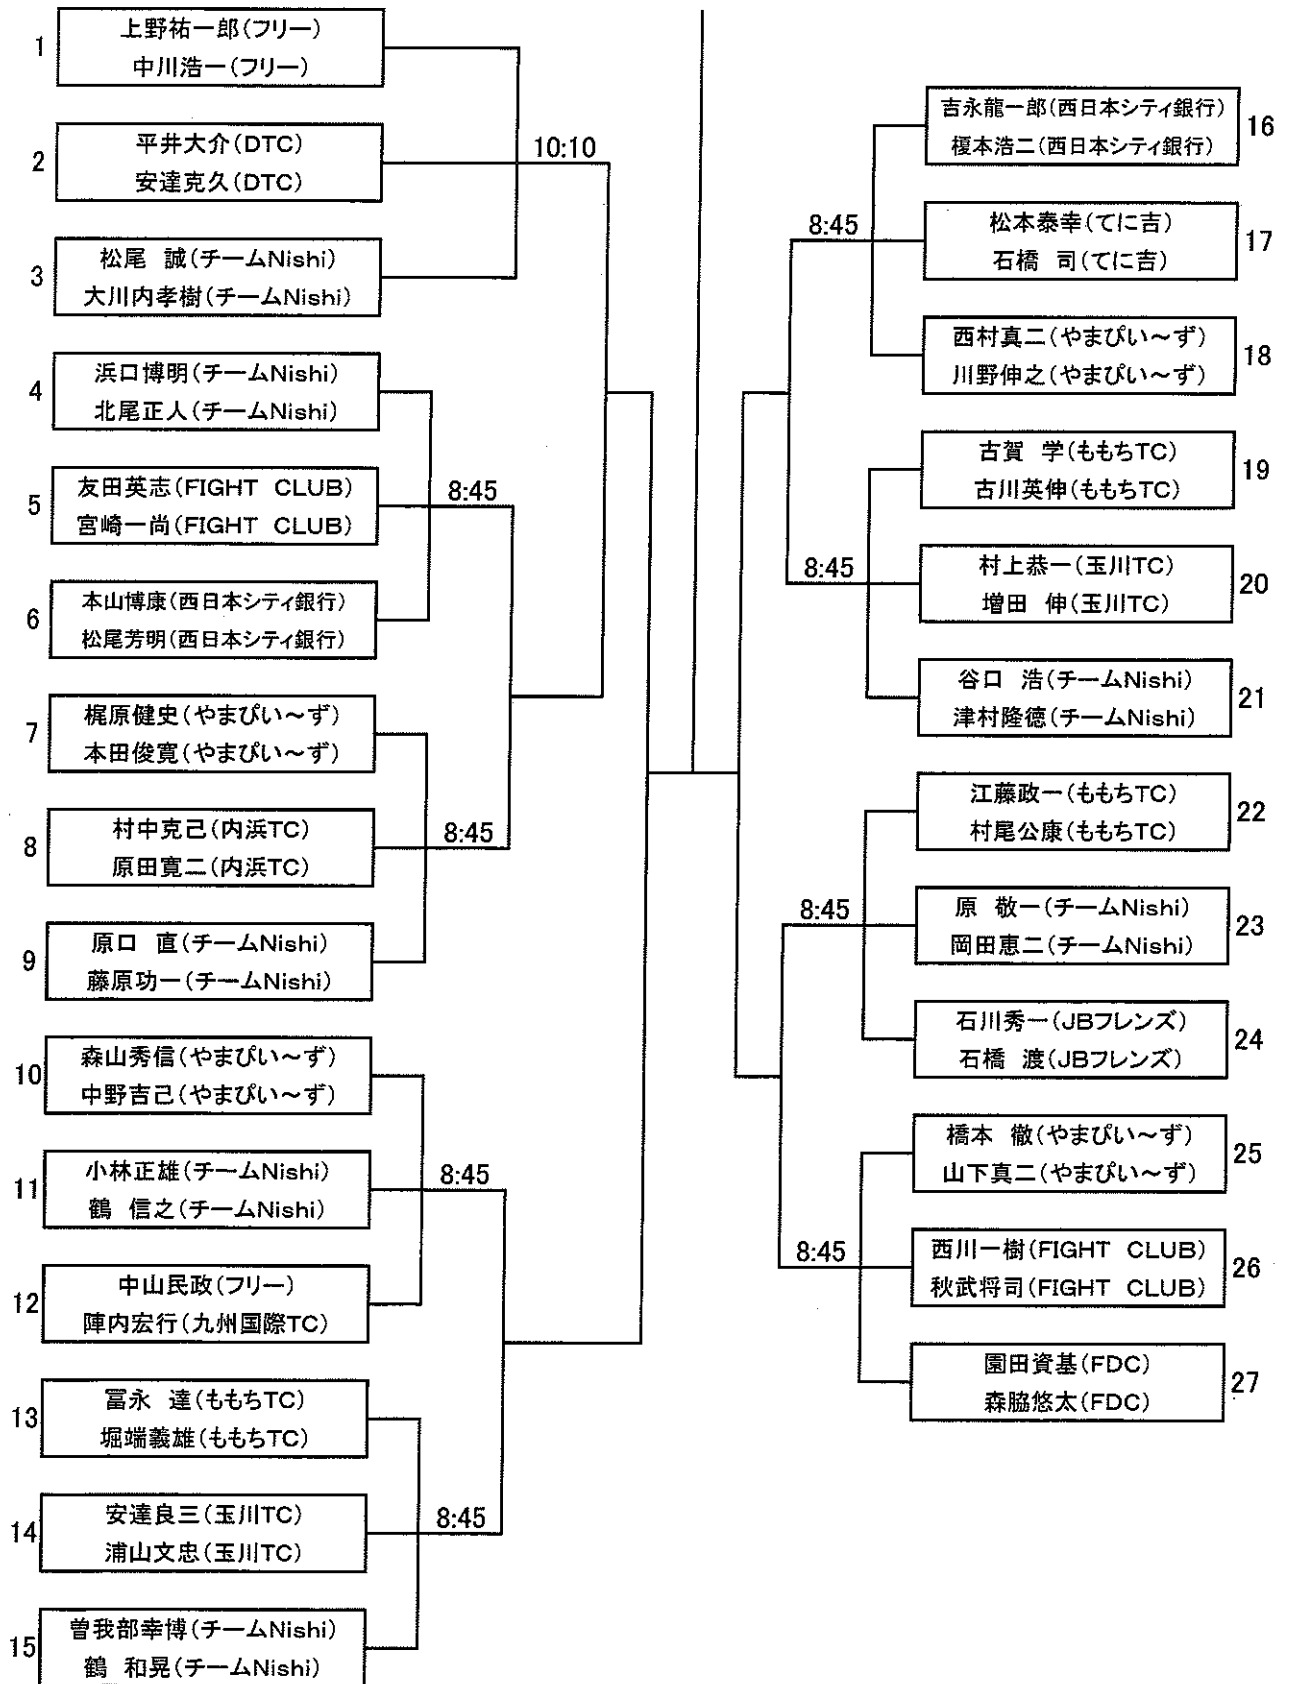 1
上野祐一郎(フリー)
中川浩一(フリー)
2
平井大介(DTC)
安達克久(DTC)
10:10
3
松尾　誠(チームNishi)
大川内孝樹(チームNishi)
4
浜口博明(チームNishi)
北尾正人(チームNishi)
5
友田英志(FIGHT　CLUB)
宮崎一尚(FIGHT　CLUB)
8:45
6
本山博康(西日本シティ銀行)
松尾芳明(西日本シティ銀行)
7
梶原健史(やまぴい～ず)
本田俊寛(やまぴい～ず)
8
村中克己(内浜TC)
原田寛二(内浜TC)
8:45
9
原口　直(チームNishi)
藤原功一(チームNishi)
10
森山秀信(やまぴい～ず)
中野吉己(やまぴい～ず)
11
小林正雄(チームNishi)
鶴　信之(チームNishi)
8:45
12
中山民政(フリー)
陣内宏行(九州国際TC)
13
冨永　達(ももちTC)
堀端義雄(ももちTC)
14
安達良三(玉川TC)
浦山文忠(玉川TC)
8:45
15
曽我部幸博(チームNishi)
鶴　和晃(チームNishi)
吉永龍一郎(西日本シティ銀行)
榎本浩二(西日本シティ銀行)
16
8:45
松本泰幸(てに吉)
石橋　司(てに吉)
17
西村真二(やまぴい～ず)
川野伸之(やまぴい～ず)
18
古賀　学(ももちTC)
古川英伸(ももちTC)
19
8:45
村上恭一(玉川TC)
増田　伸(玉川TC)
20
谷口　浩(チームNishi)
津村隆徳(チームNishi)
21
江藤政一(ももちTC)
村尾公康(ももちTC)
22
8:45
原　敬一(チームNishi)
岡田恵二(チームNishi)
23
石川秀一(JBフレンズ)
石橋　渡(JBフレンズ)
24
橋本　徹(やまぴい～ず)
山下真二(やまぴい～ず)
25
8:45
西川一樹(FIGHT　CLUB)
秋武将司(FIGHT　CLUB)
26
園田資基(FDC)
森脇悠太(FDC)
27